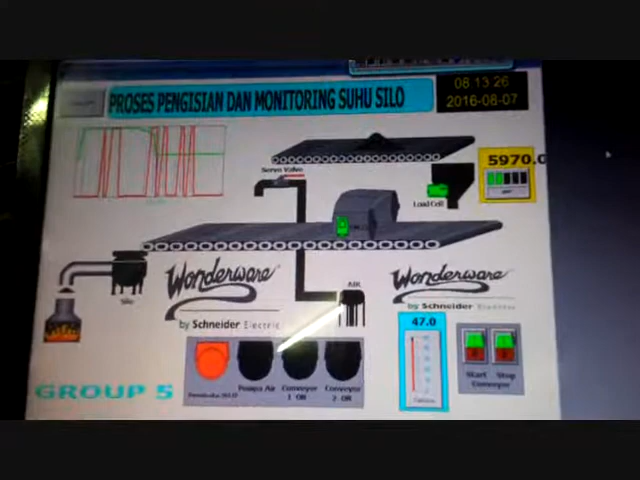 PROSES PENGISIAN DAN MONITORING SUHU SILO
08 13 26
2016-08-07
Servo Valve
5970.0
Load Cell
Silo
Wonderware
by Schneider Electric
AIR
Wonderware
by Schneider Electric
47.0
Pompa Air
Conveyor
1 ON
Conveyor
2 ON
Start
Stop
Conveyor
GROUP 5